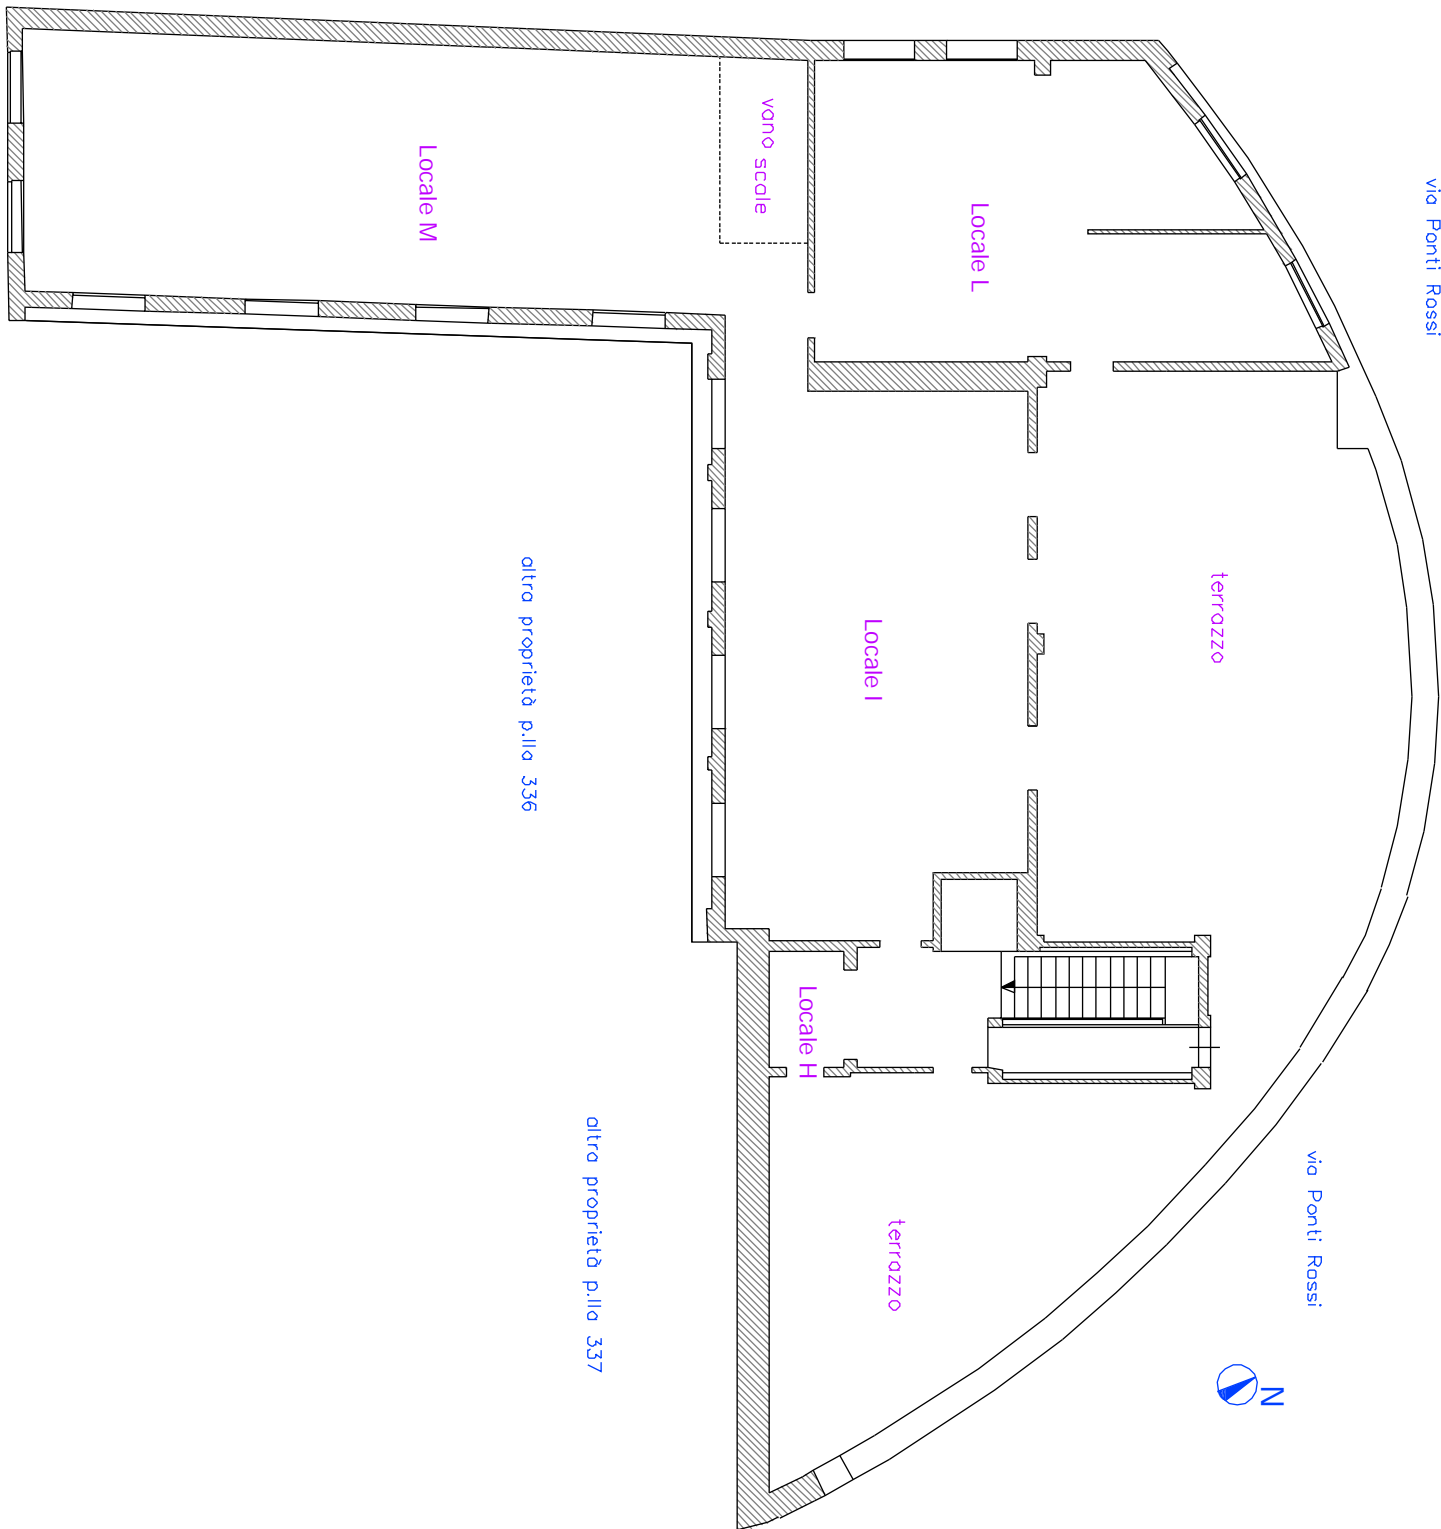 via Ponti Rossi
via Ponti Rossi
N
terrazzo
Locale L
terrazzo
Locale I
Locale H
vano scale
Locale M
altra proprietà p.lla 336
altra proprietà p.lla 337